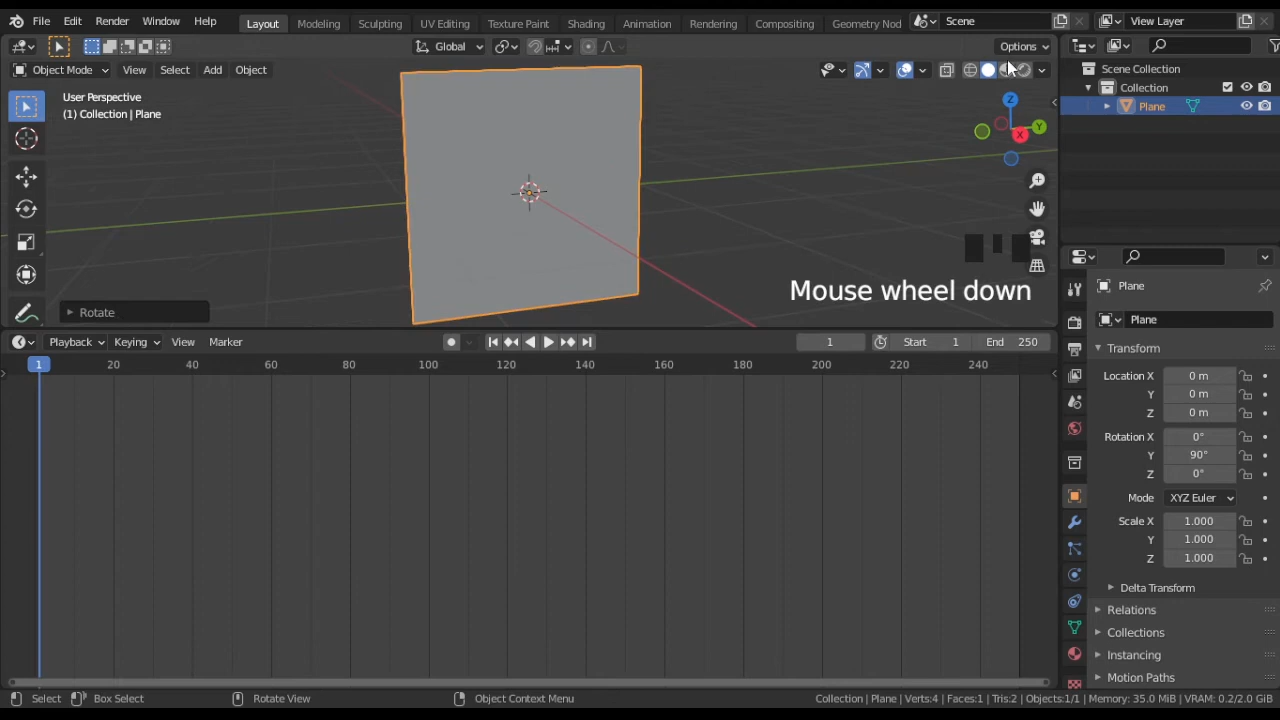 File Edit Render Window Help Layout Modeling Sculpting UV Editing Texture Paint Shading Animation Rendering Compositing Geometry Nod Scene View Layer
Global Options
Object Mode View Select Add Object
User Perspective
(1) Collection | Plane
Z
Y
X
Mouse wheel down
Rotate
Scene Collection
Collection
Plane
Plane
Plane
Transform
Location X 0 m
Y 0 m
Z 0 m
Rotation X 0°
Y 90°
Z 0°
Mode XYZ Euler
Scale X 1.000
Y 1.000
Z 1.000
Delta Transform
Relations
Collections
Instancing
Motion Paths
Playback Keying View Marker 1 Start 1 End 250
1 20 40 60 80 100 120 140 160 180 200 220 240
Select Box Select Rotate View Object Context Menu Collection | Plane | Verts:4 | Faces:1 | Tris:2 | Objects:1/1 | Memory: 35.0 MiB | VRAM: 0.2/2.0 GiB